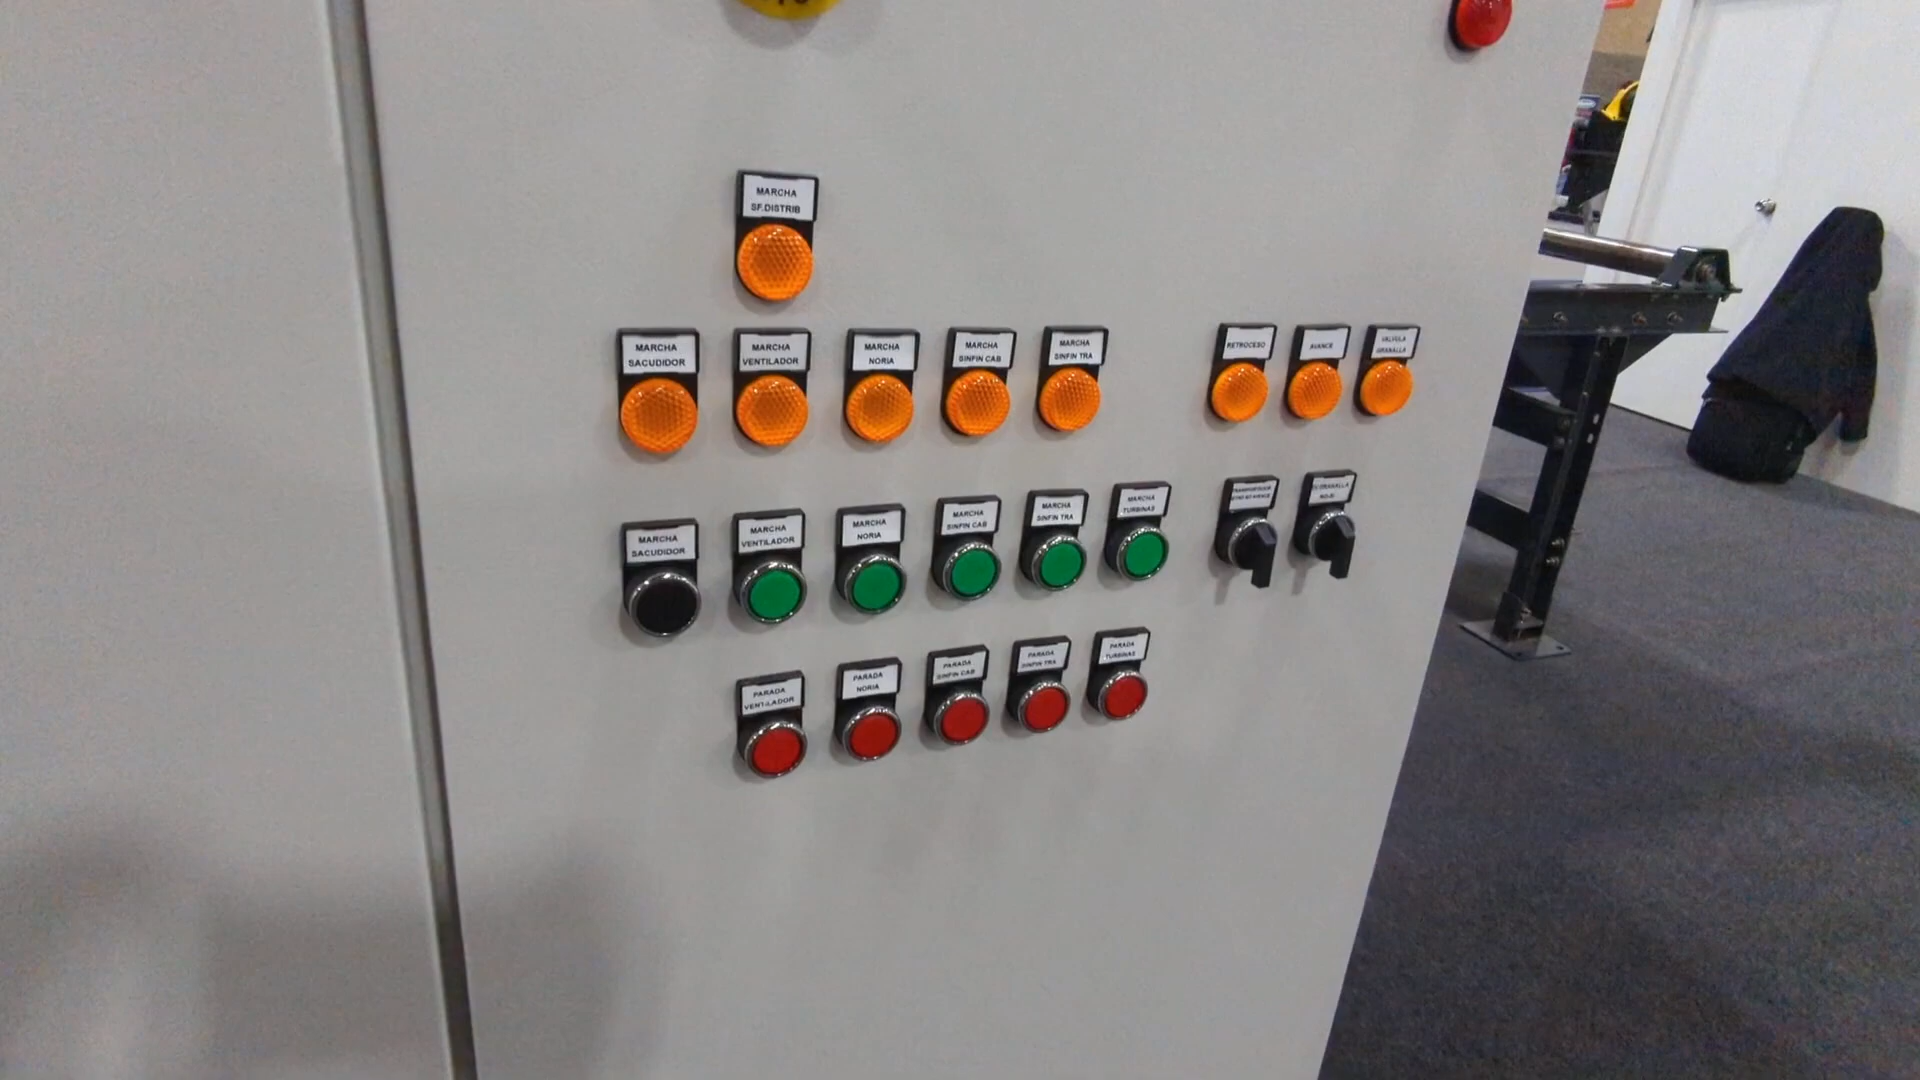 MARCHA
SF.DISTRIB
MARCHA
SACUDIDOR
MARCHA
VENTILADOR
MARCHA
NORIA
MARCHA
SINFIN CAB
MARCHA
SINFIN TRA
RETROCESO
AVANCE
VALVULA
GRANALLA
MARCHA
SACUDIDOR
MARCHA
VENTILADOR
MARCHA
NORIA
MARCHA
SINFIN CAB
MARCHA
SINFIN TRA
MARCHA
TURBINAS
PARADA
VENTILADOR
PARADA
NORIA
PARADA
SINFIN CAB
PARADA
SINFIN TRA
PARADA
TURBINAS